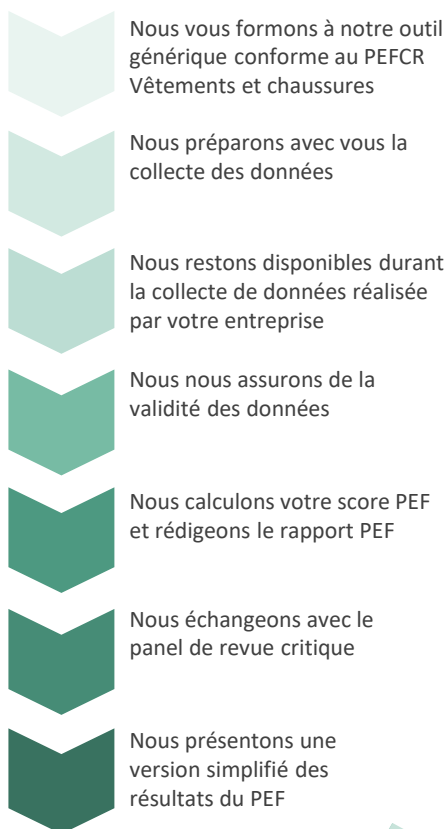 Nous vous formons à notre outil
générique conforme au PEFCR
Vêtements et chaussures
Nous préparons avec vous la
collecte des données
Nous restons disponibles durant
la collecte de données réalisée
par votre entreprise
Nous nous assurons de la
validité des données
Nous calculons votre score PEF
et rédigeons le rapport PEF
Nous échangeons avec le
panel de revue critique
Nous présentons une
version simplifié des
résultats du PEF